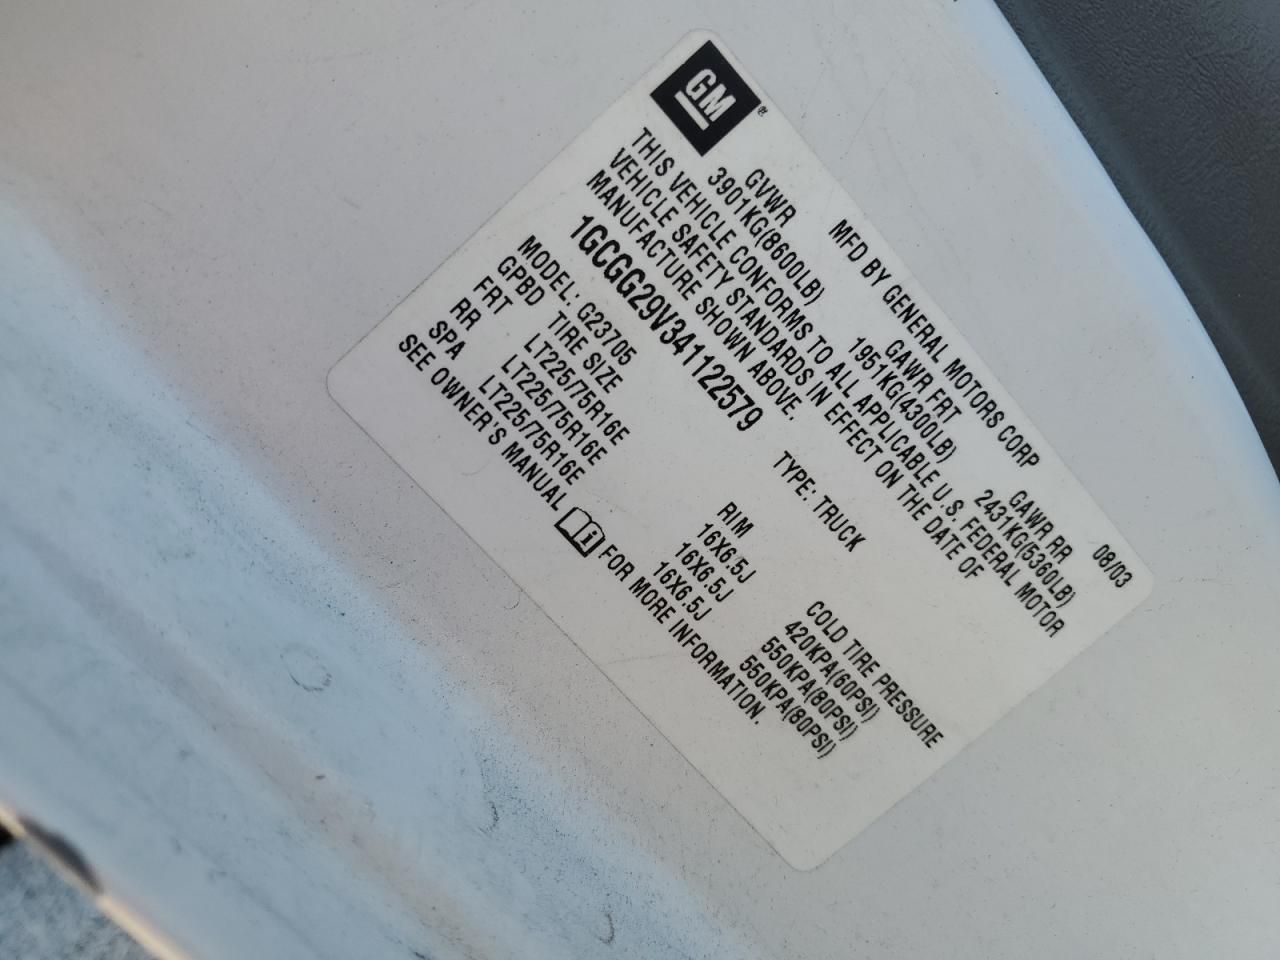 GM
MFD BY GENERAL MOTORS CORP 08/03
GVWR GAWR FRT GAWR RR
3901KG(8600LB) 1951KG(4300LB) 2431KG(5360LB)
THIS VEHICLE CONFORMS TO ALL APPLICABLE U.S. FEDERAL MOTOR
VEHICLE SAFETY STANDARDS IN EFFECT ON THE DATE OF
MANUFACTURE SHOWN ABOVE.
1GCGG29V341122579 TYPE: TRUCK
MODEL: G23705
GPBD TIRE SIZE RIM COLD TIRE PRESSURE
FRT LT225/75R16E 16X6.5J 420KPA(60PSI)
RR LT225/75R16E 16X6.5J 550KPA(80PSI)
SPA LT225/75R16E 16X6.5J 550KPA(80PSI)
SEE OWNER'S MANUAL FOR MORE INFORMATION.